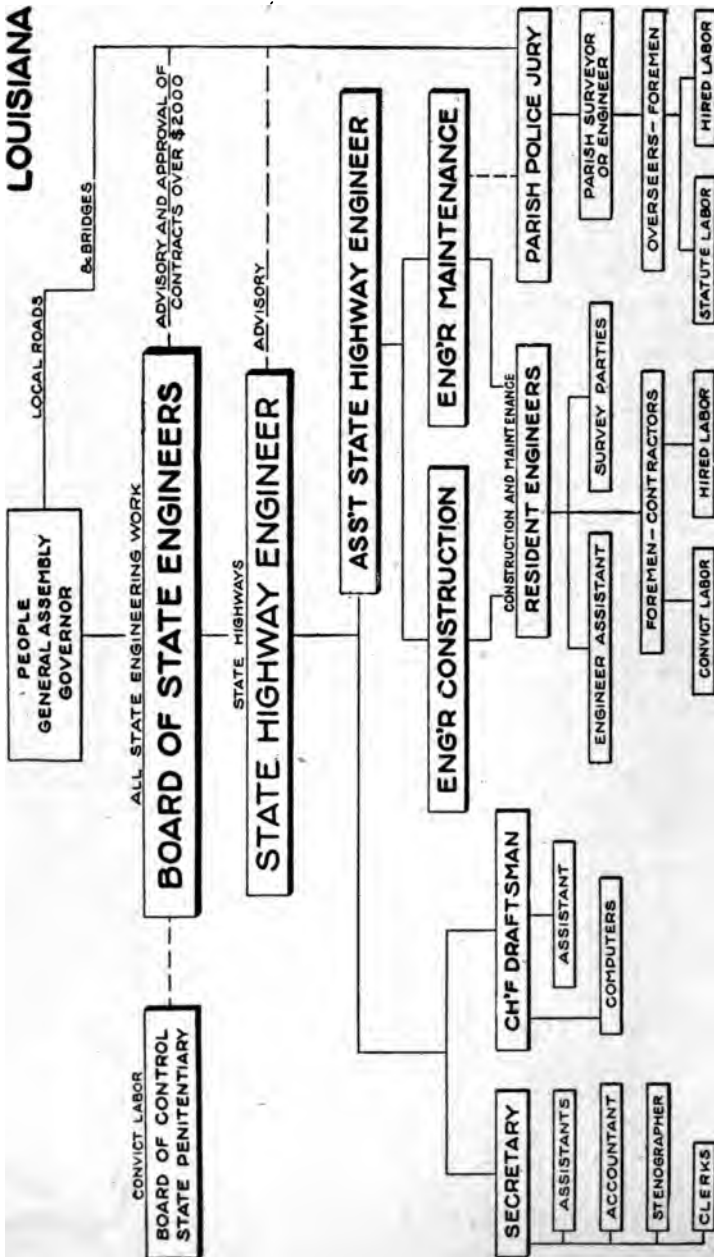 LOUISIANA
PEOPLE
GENERAL ASSEMBLY
GOVERNOR
LOCAL ROADS
& BRIDGES
CONVICT LABOR
BOARD OF CONTROL
STATE PENITENTIARY
ALL STATE ENGINEERING WORK
BOARD OF STATE ENGINEERS
ADVISORY AND APPROVAL OF
CONTRACTS OVER $2000
STATE HIGHWAYS
STATE HIGHWAY ENGINEER
ADVISORY
ASS'T STATE HIGHWAY ENGINEER
ENG'R CONSTRUCTION
ENG'R MAINTENANCE
SECRETARY
ASSISTANTS
ACCOUNTANT
STENOGRAPHER
CLERKS
CH'F DRAFTSMAN
ASSISTANT
COMPUTERS
CONSTRUCTION AND MAINTENANCE
RESIDENT ENGINEERS
ENGINEER ASSISTANT
SURVEY PARTIES
FOREMEN-CONTRACTORS
CONVICT LABOR
HIRED LABOR
PARISH POLICE JURY
PARISH SURVEYOR
OR ENGINEER
OVERSEERS-FOREMEN
STATUTE LABOR
HIRED LABOR